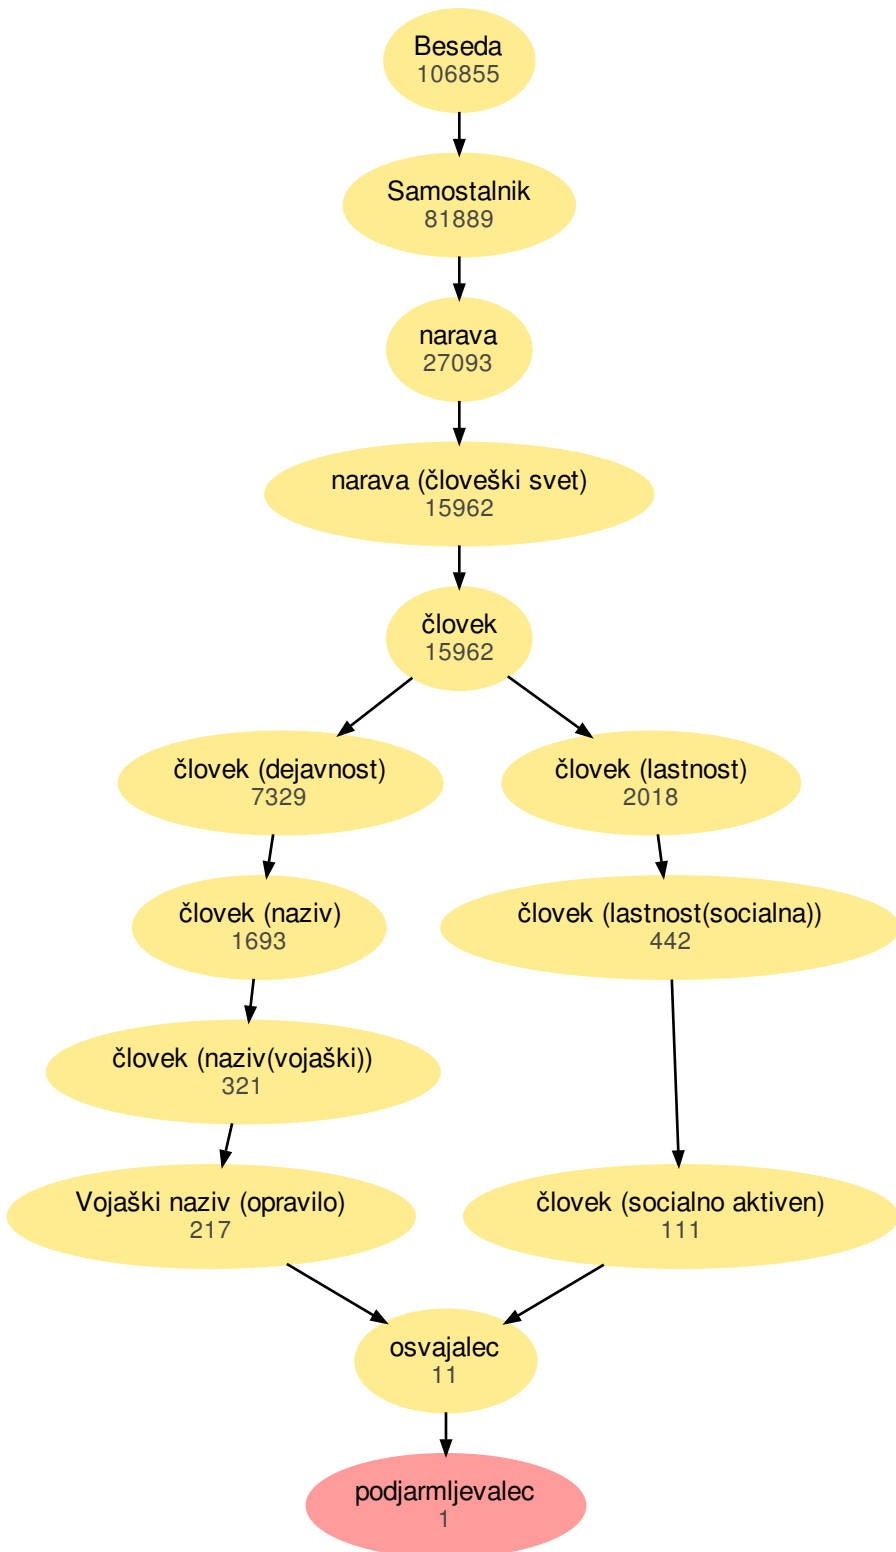 Beseda
106855
Samostalnik
81889
narava
27093
narava (človeški svet)
15962
človek
15962
človek (dejavnost)
7329
človek (lastnost)
2018
človek (naziv)
1693
človek (lastnost(socialna))
442
človek (naziv(vojaški))
321
Vojaški naziv (opravilo)
217
človek (socialno aktiven)
111
osvajalec
11
podjarmljevalec
1